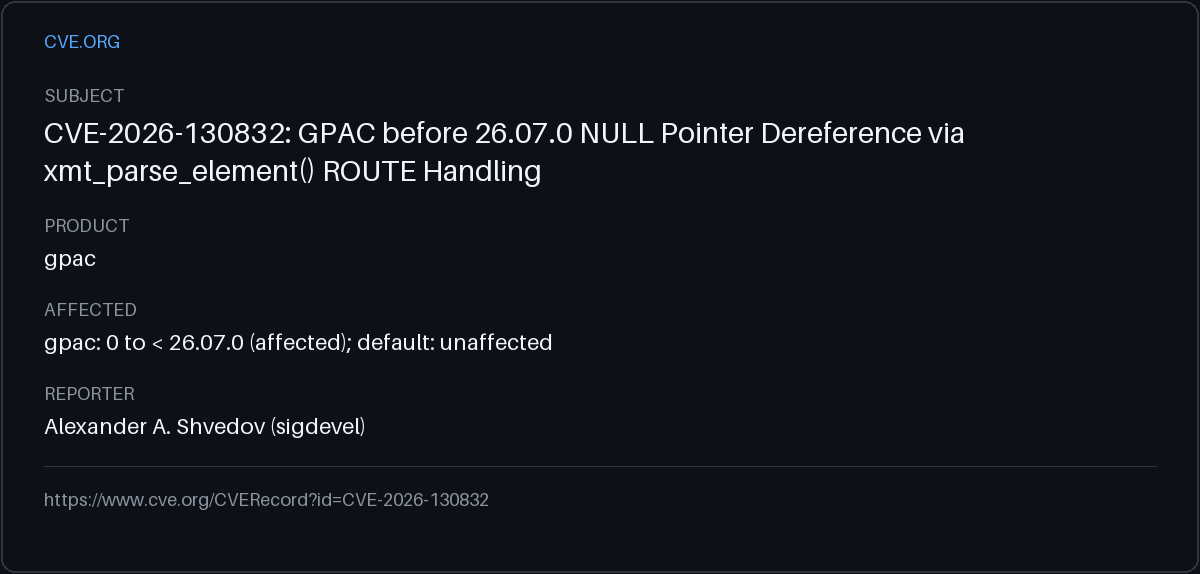 CVE.ORG
SUBJECT
CVE-2026-130832: GPAC before 26.07.0 NULL Pointer Dereference via
xmt_parse_element() ROUTE Handling
PRODUCT
gpac
AFFECTED
gpac: 0 to < 26.07.0 (affected); default: unaffected
REPORTER
Alexander A. Shvedov (sigdevel)
https://www.cve.org/CVERecord?id=CVE-2026-130832